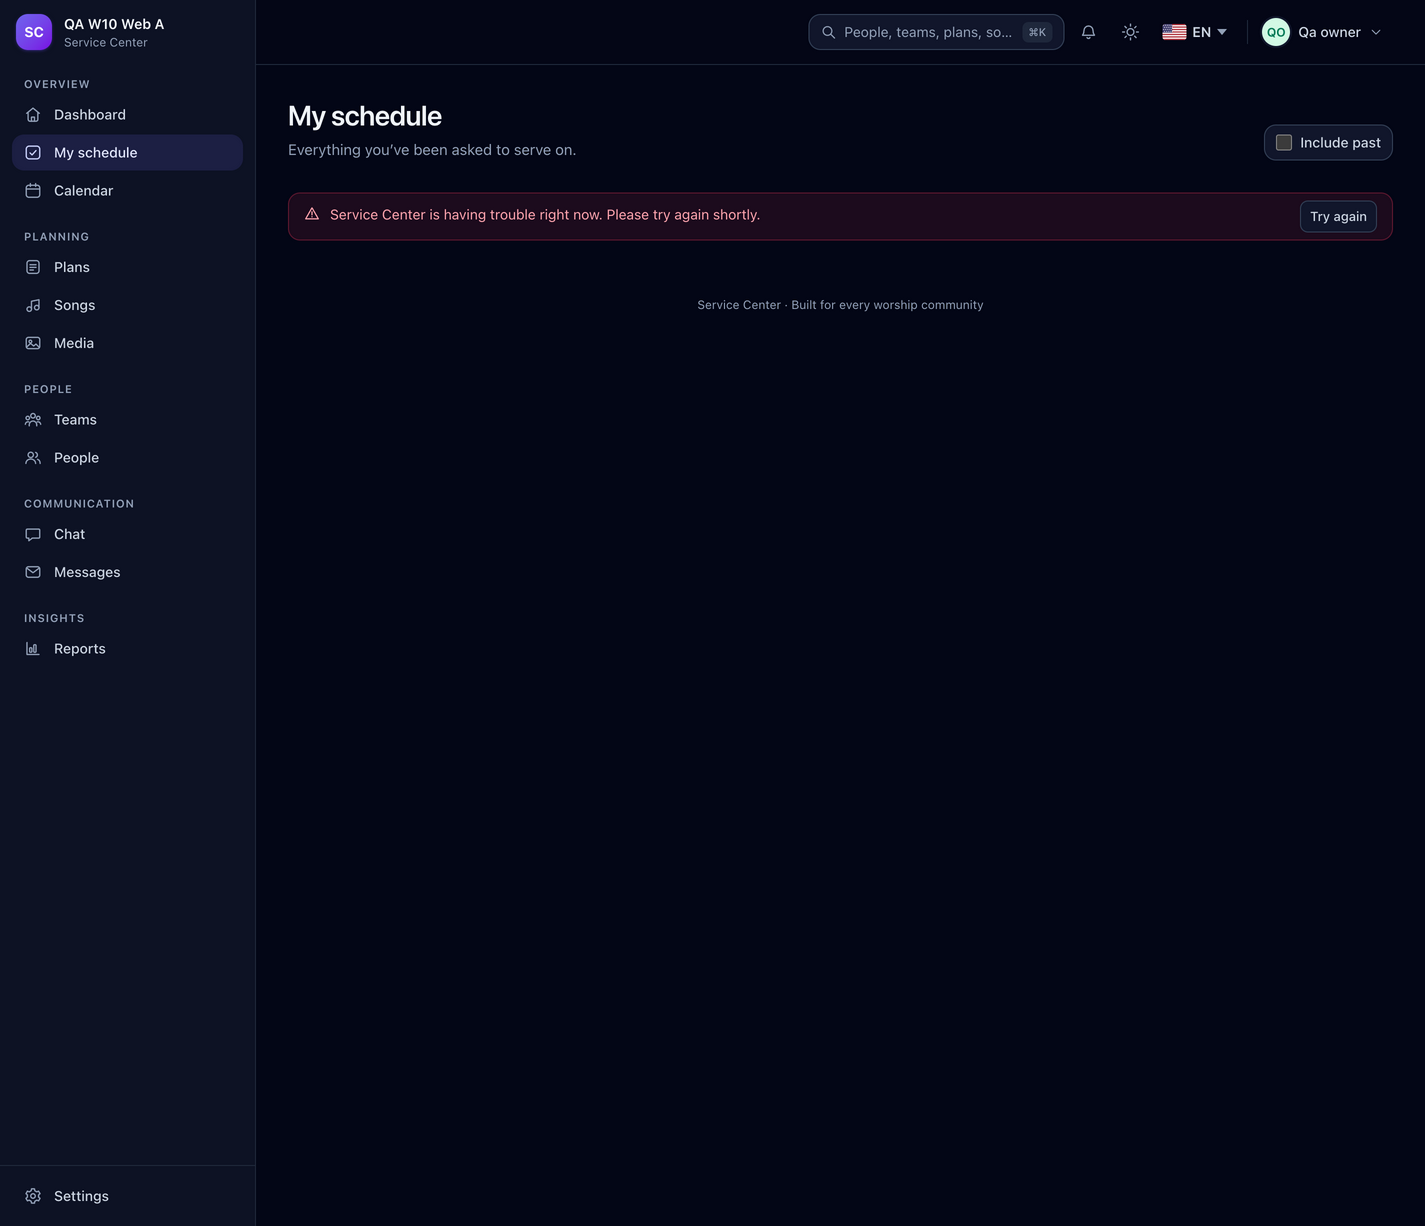 SC
QA W10 Web A
Service Center
OVERVIEW
Dashboard
My schedule
Calendar
PLANNING
Plans
Songs
Media
PEOPLE
Teams
People
COMMUNICATION
Chat
Messages
INSIGHTS
Reports
Settings
People, teams, plans, so... ⌘K
EN
QO Qa owner
My schedule
Everything you’ve been asked to serve on.
Include past
Service Center is having trouble right now. Please try again shortly.
Try again
Service Center · Built for every worship community